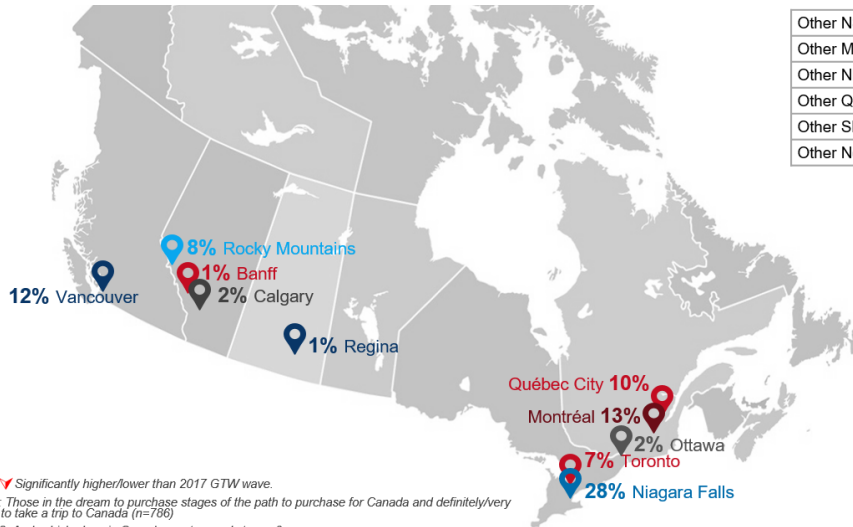 Other N
Other M
Other N
Other Q
Other S
Other N
8% Rocky Mountains
1% Banff
2% Calgary
12% Vancouver
1% Regina
Québec City 10%
Montréal 13%
2% Ottawa
7% Toronto
28% Niagara Falls
Significantly higher/lower than 2017 GTW wave.
: Those in the dream to purchase stages of the path to purchase for Canada and definitely/very
to take a trip to Canada (n=786)